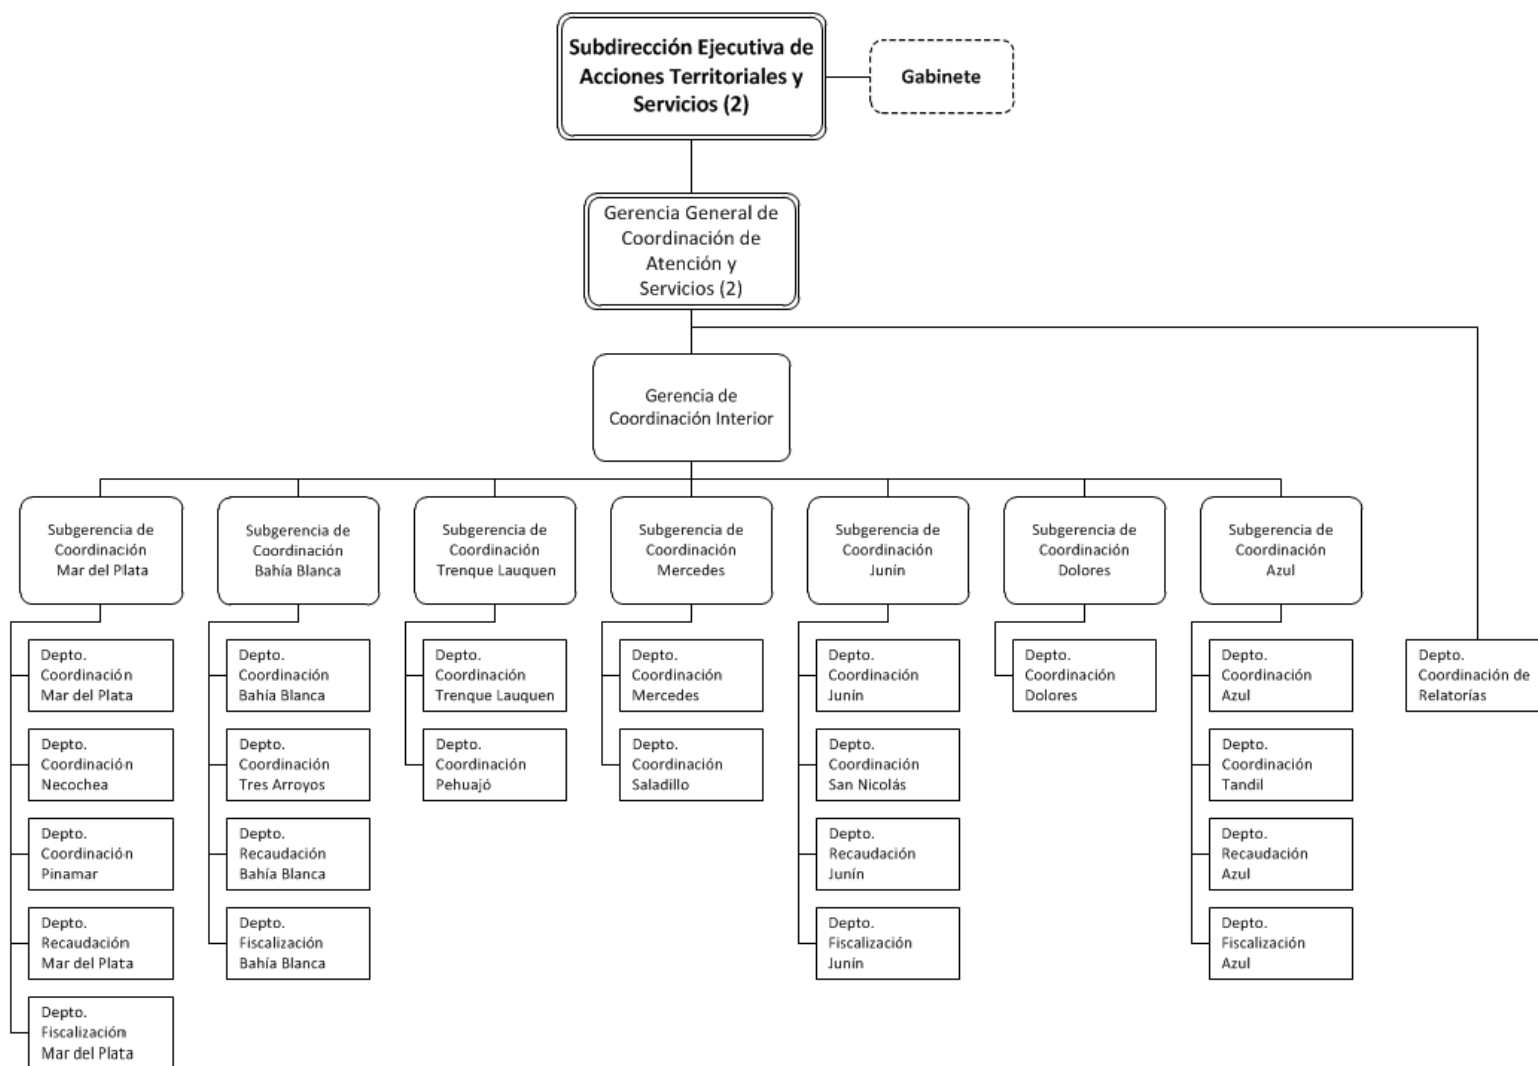 Subdirección Ejecutiva de
Acciones Territoriales y
Servicios (2)
Gabinete
Gerencia General de
Coordinación de
Atención y
Servicios (2)
Gerencia de
Coordinación Interior
Subgerencia de
Coordinación
Mar del Plata
Subgerencia de
Coordinación
Bahía Blanca
Subgerencia de
Coordinación
Trenque Lauquen
Subgerencia de
Coordinación
Mercedes
Subgerencia de
Coordinación
Junín
Subgerencia de
Coordinación
Dolores
Subgerencia de
Coordinación
Azul
Depto.
Coordinación
Mar del Plata
Depto.
Coordinación
Bahía Blanca
Depto.
Coordinación
Trenque Lauquen
Depto.
Coordinación
Mercedes
Depto.
Coordinación
Junín
Depto.
Coordinación
Dolores
Depto.
Coordinación
Azul
Depto.
Coordinación de
Relatorías
Depto.
Coordinación
Necochea
Depto.
Coordinación
Tres Arroyos
Depto.
Coordinación
Pehuajó
Depto.
Coordinación
Saladillo
Depto.
Coordinación
San Nicolás
Depto.
Coordinación
Tandil
Depto.
Coordinación
Pinamar
Depto.
Recaudación
Bahía Blanca
Depto.
Recaudación
Junín
Depto.
Recaudación
Azul
Depto.
Recaudación
Mar del Plata
Depto.
Fiscalización
Bahía Blanca
Depto.
Fiscalización
Junín
Depto.
Fiscalización
Azul
Depto.
Fiscalización
Mar del Plata